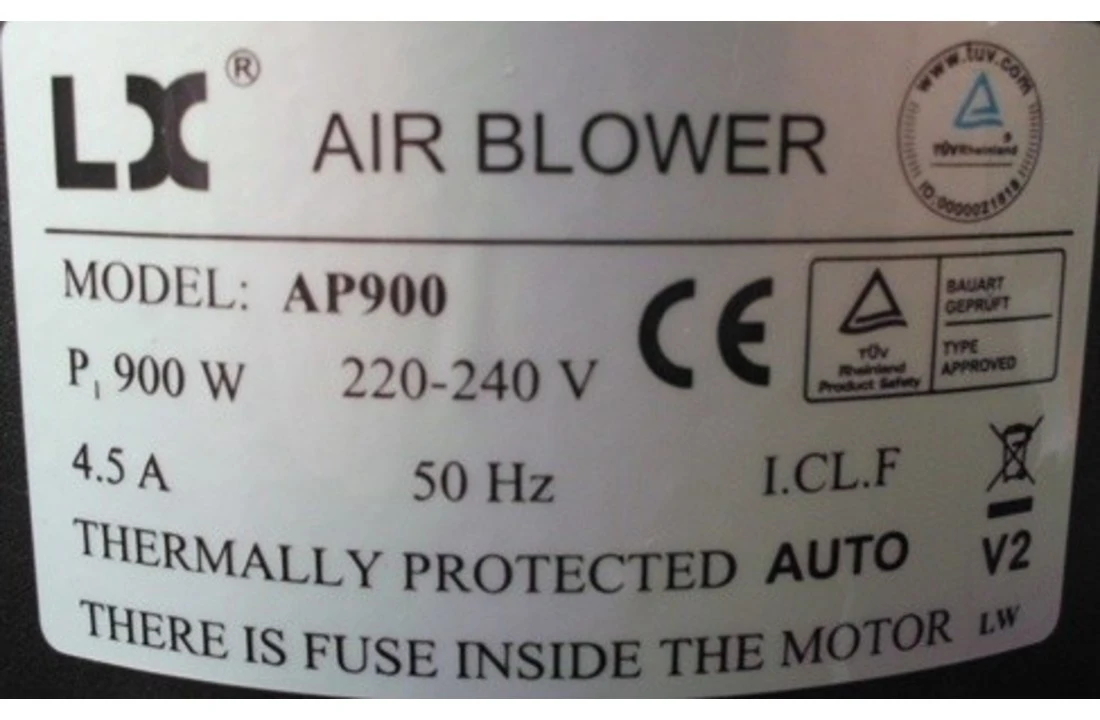 LX® AIR BLOWER
www.tuv.com
TÜVRheinland®
ID:0000021818
MODEL: AP900
CE
TÜV
Rheinland
Product Safety
BAUART
GEPRÜFT
TYPE
APPROVED
P₁ 900 W 220-240 V
4.5 A 50 Hz I.CL.F
THERMALLY PROTECTED AUTO V2
THERE IS FUSE INSIDE THE MOTOR LW